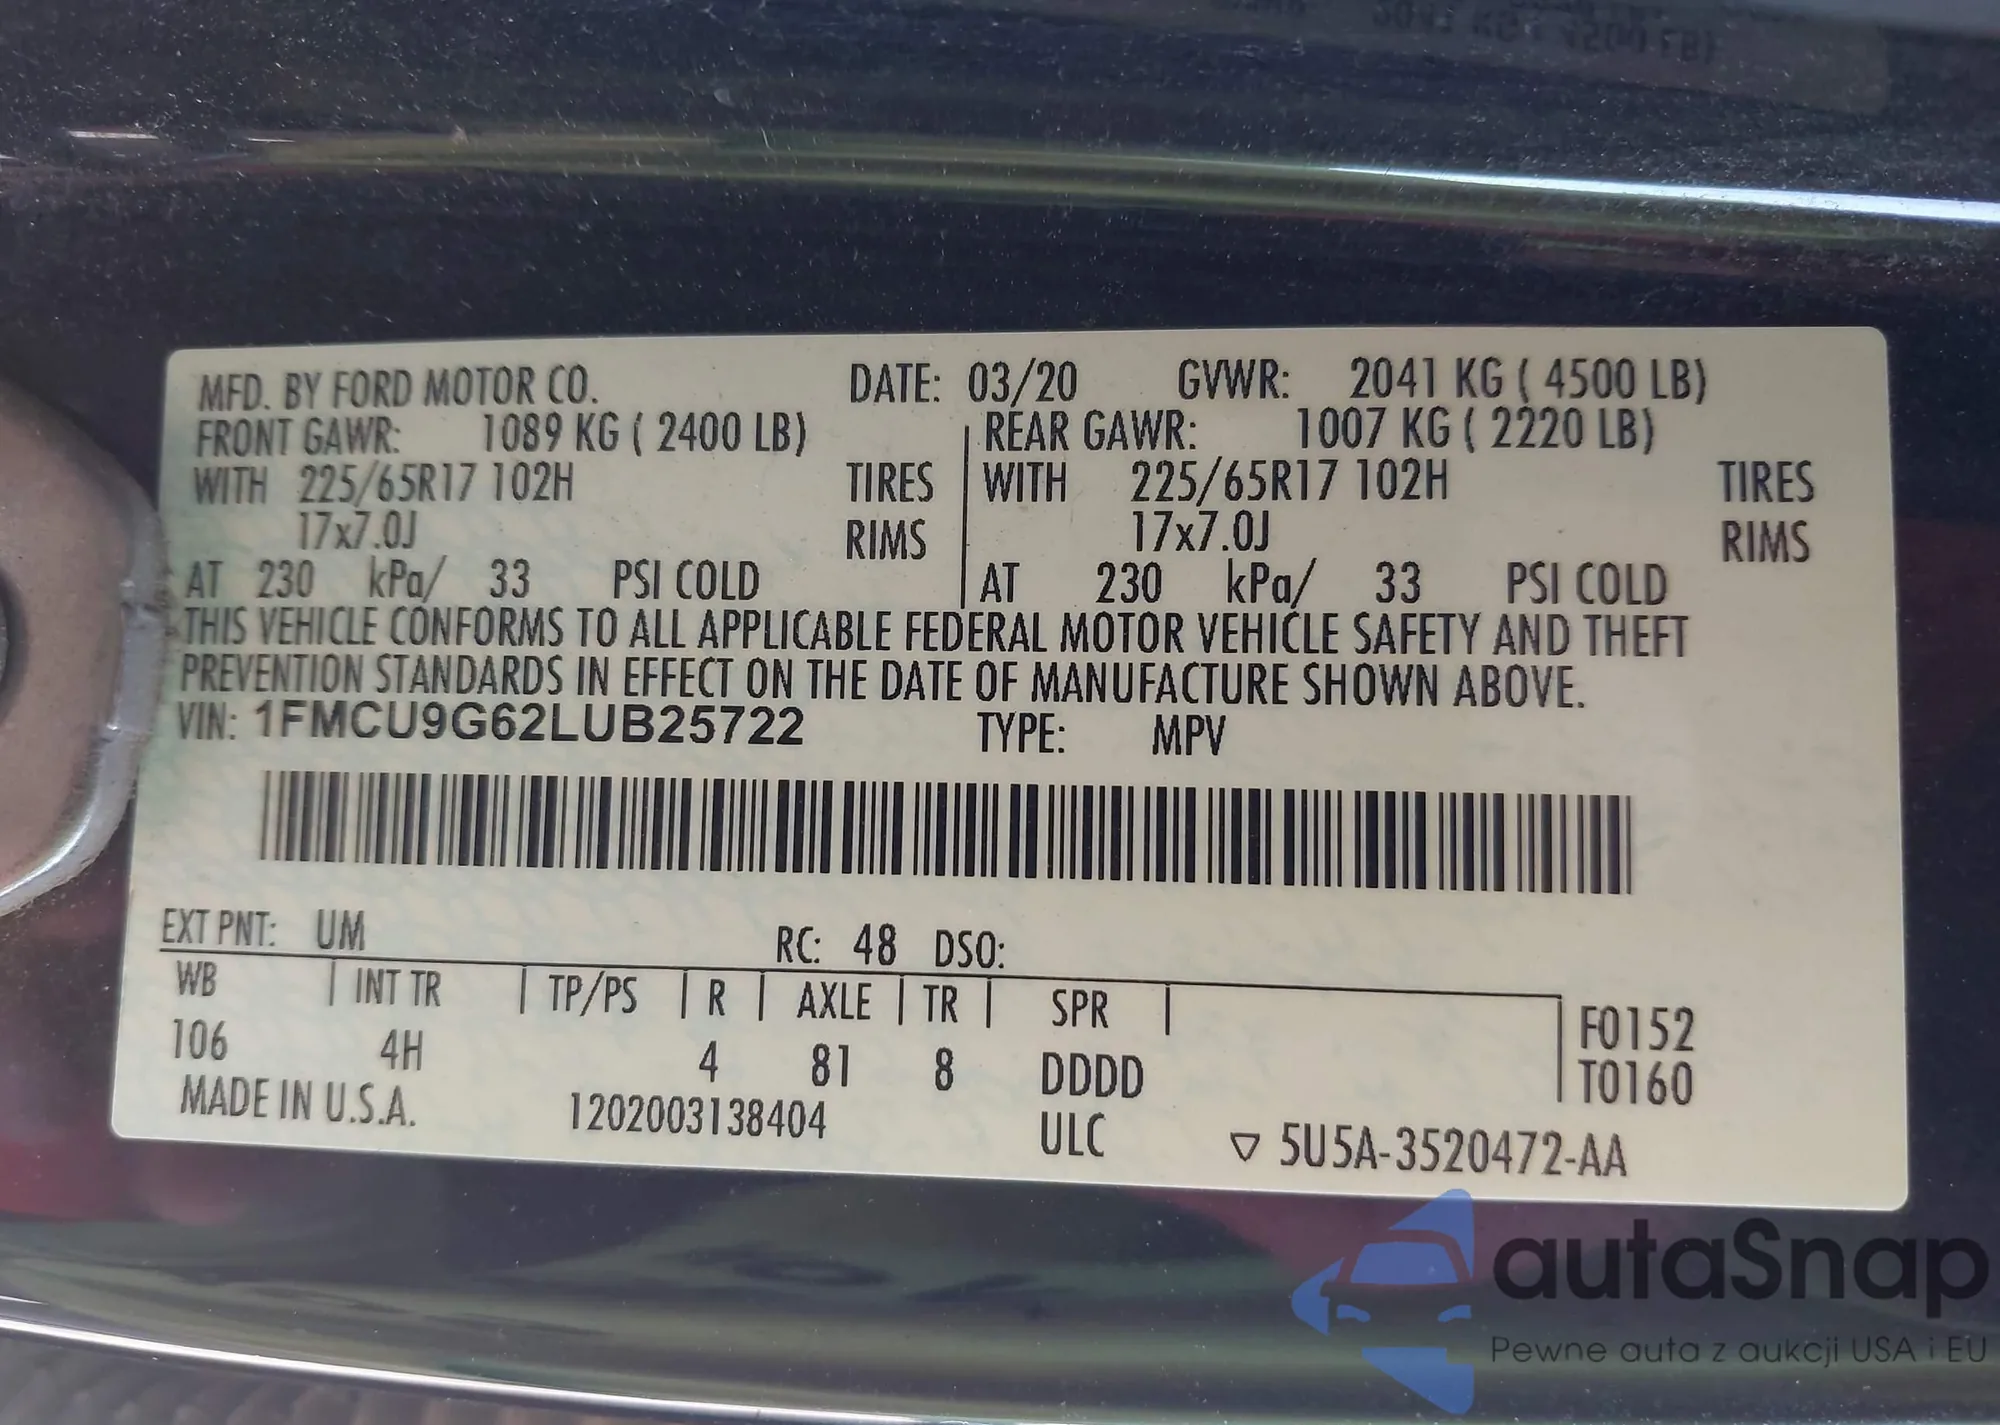 MFD. BY FORD MOTOR CO. DATE: 03/20 GVWR: 2041 KG ( 4500 LB)
FRONT GAWR: 1089 KG ( 2400 LB) REAR GAWR: 1007 KG ( 2220 LB)
WITH 225/65R17 102H TIRES WITH 225/65R17 102H TIRES
17x7.0J RIMS 17x7.0J RIMS
AT 230 kPa/ 33 PSI COLD AT 230 kPa/ 33 PSI COLD
THIS VEHICLE CONFORMS TO ALL APPLICABLE FEDERAL MOTOR VEHICLE SAFETY AND THEFT
PREVENTION STANDARDS IN EFFECT ON THE DATE OF MANUFACTURE SHOWN ABOVE.
VIN: 1FMCU9G62LUB25722 TYPE: MPV
EXT PNT: UM RC: 48 DSO:
WB INT TR TP/PS R AXLE TR SPR F0152
106 4H 4 81 8 DDDD T0160
MADE IN U.S.A. 1202003138404 ULC ▽ 5U5A-3520472-AA
autaSnap
Pewne auta z aukcji USA i EU